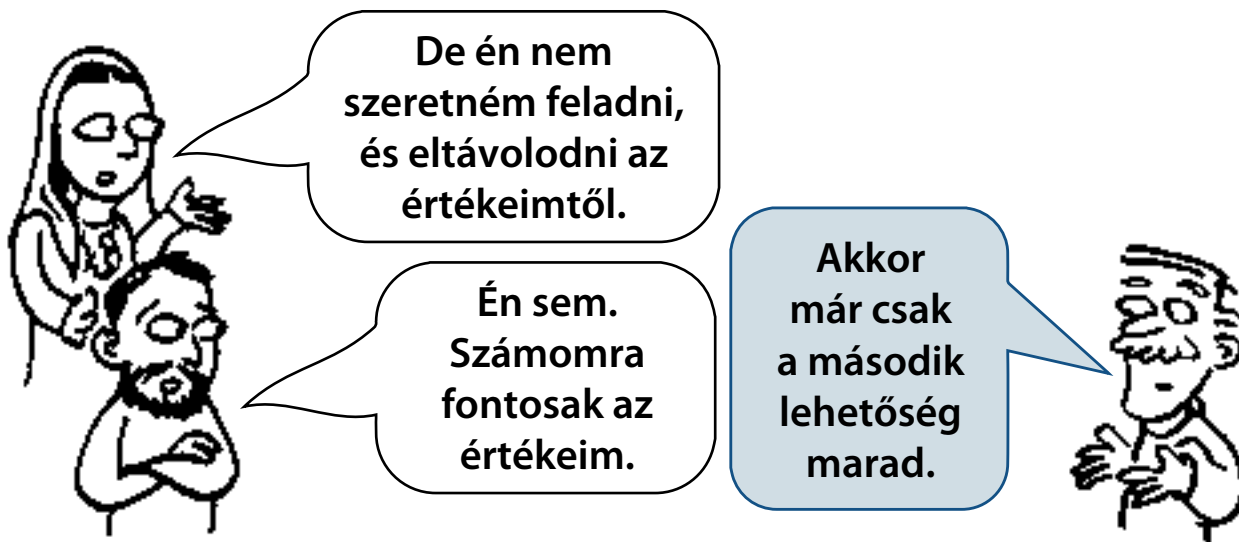 De én nem
szeretném feladni,
és eltávolodni az
értékeimtől.
Én sem.
Számomra
fontosak az
értékeim.
Akkor
már csak
a második
lehetőség
marad.